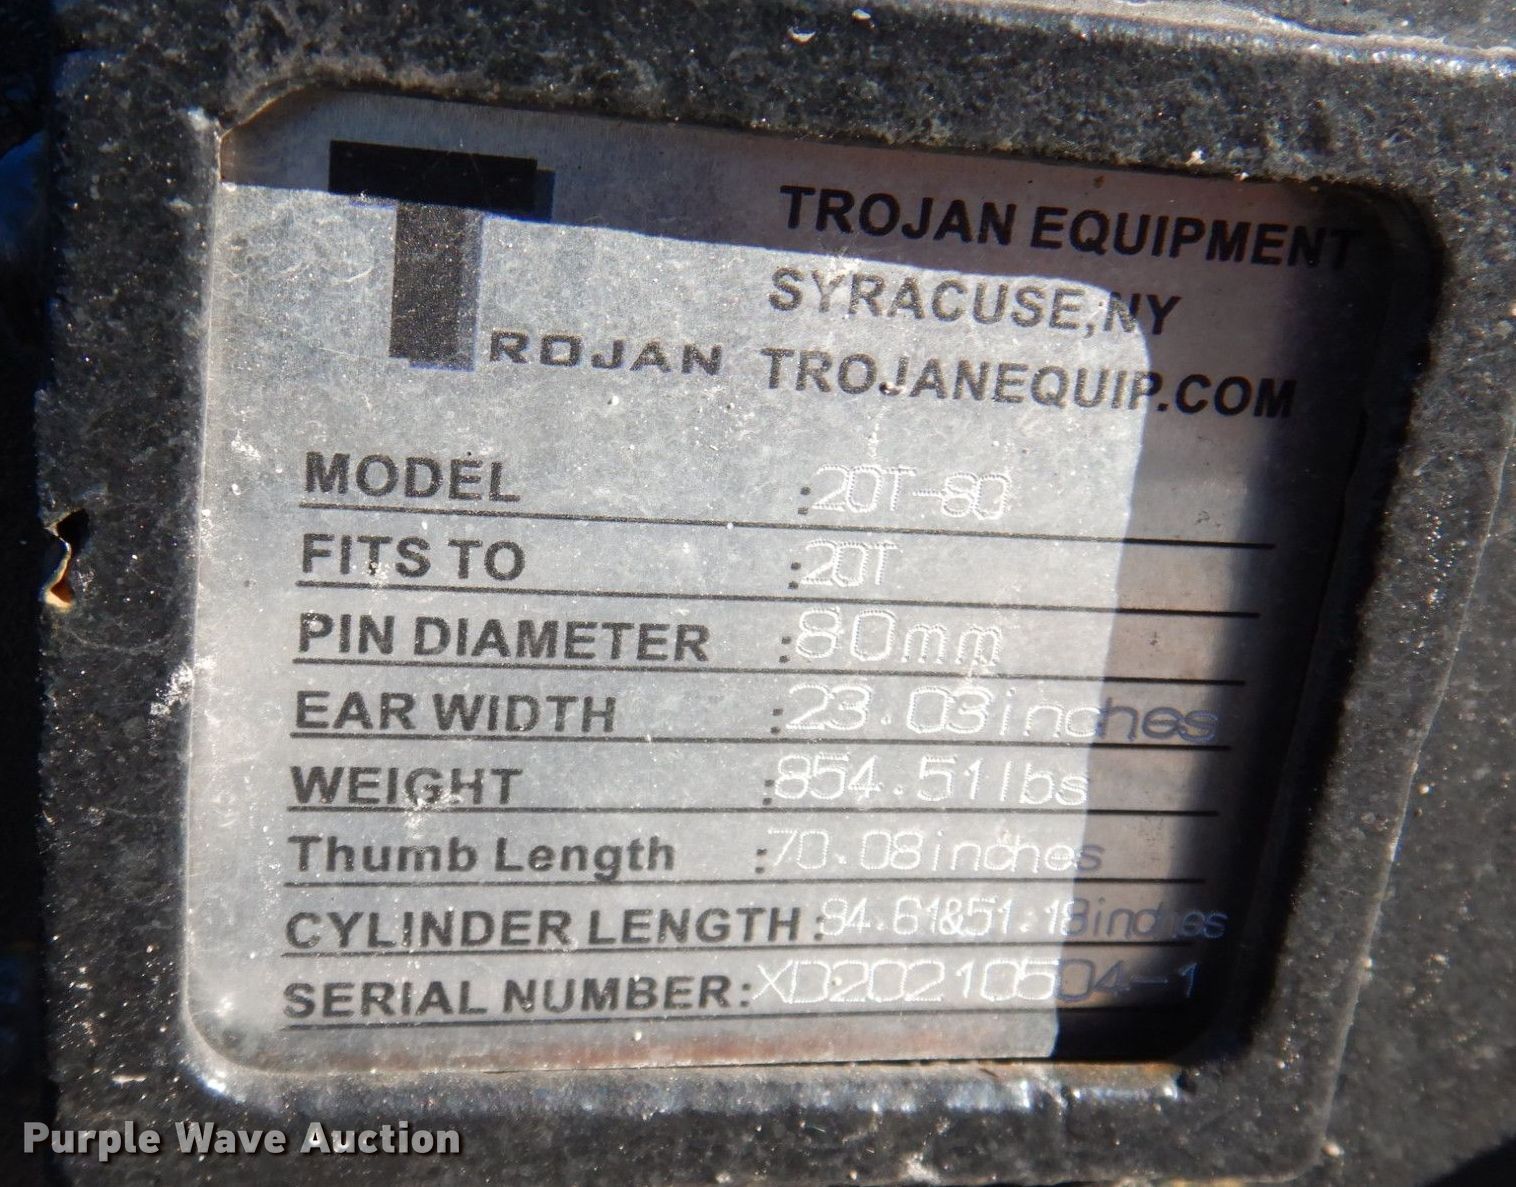 TROJAN EQUIPMENT
SYRACUSE,NY
TROJAN TROJANEQUIP.COM
MODEL :20T-80
FITS TO :20T
PIN DIAMETER :80mm
EAR WIDTH :23.03inches
WEIGHT :854.51lbs
Thumb Length :70.08inches
CYLINDER LENGTH: 84.61&51.18inches
SERIAL NUMBER:XD20210504-1
Purple Wave Auction